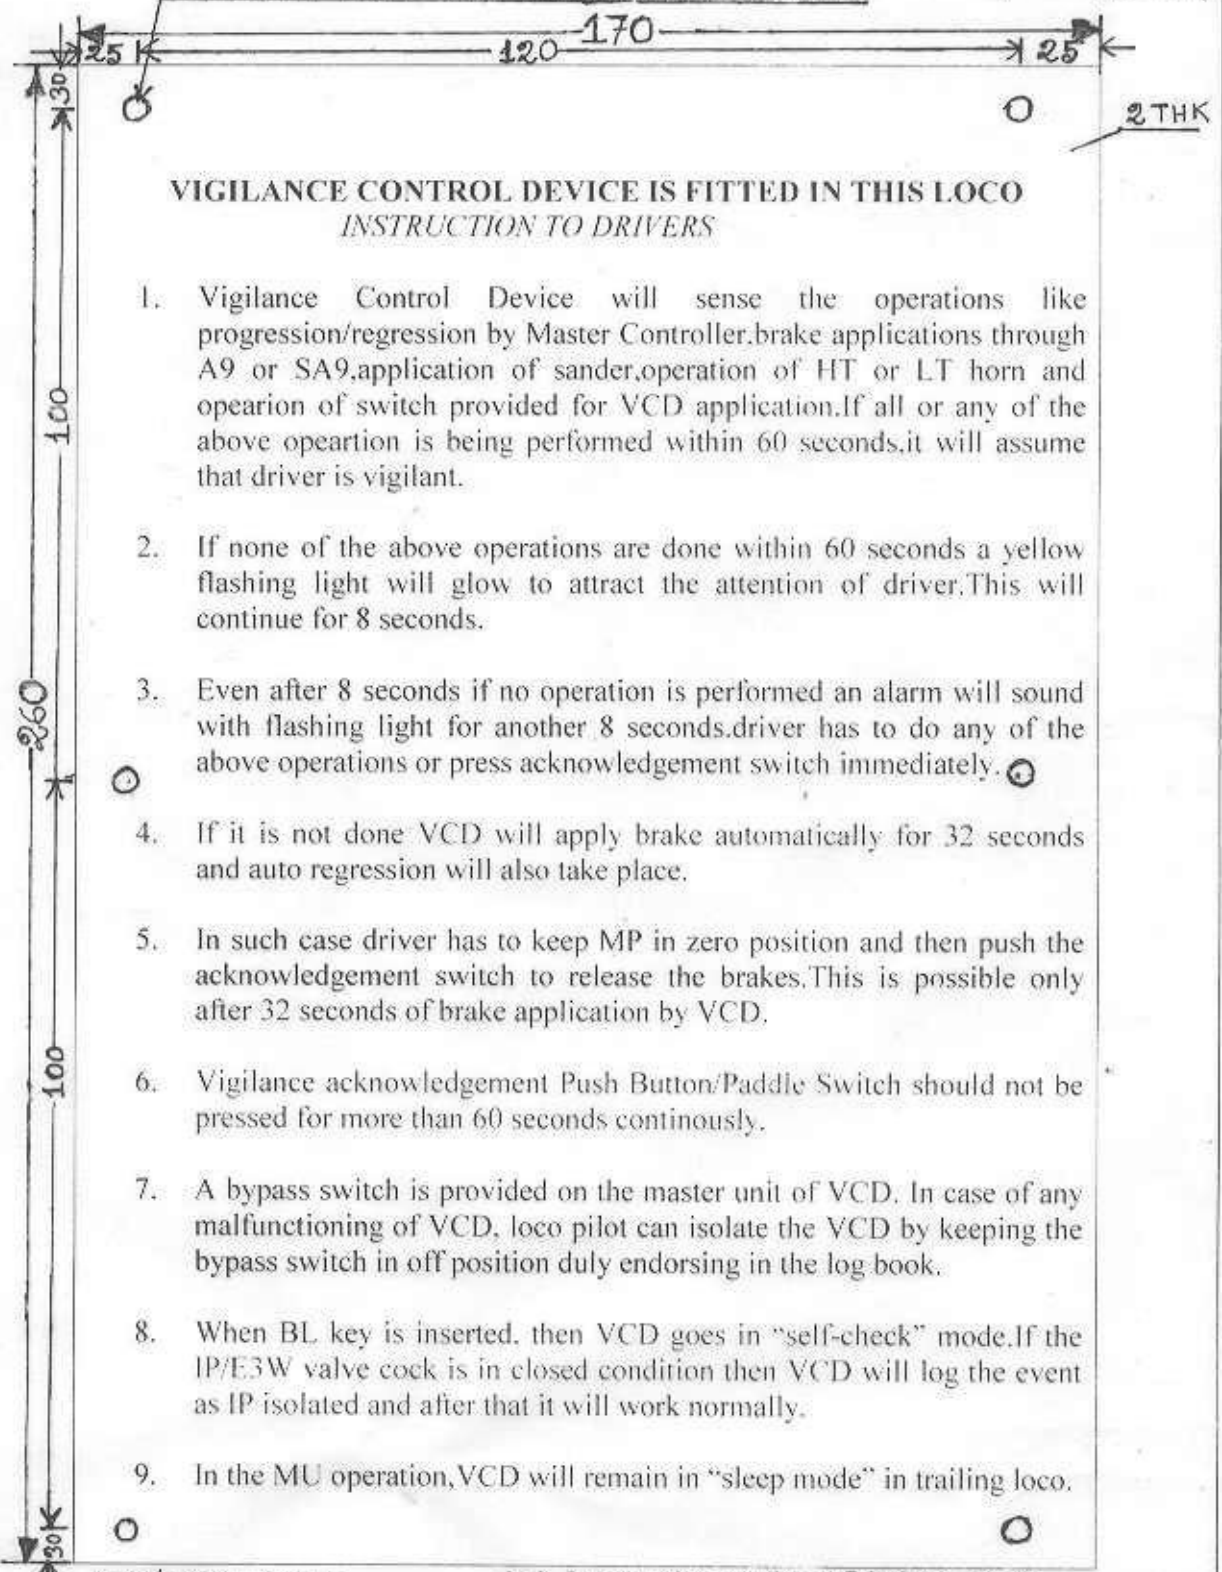 170
25 120 25
30
2 THK
VIGILANCE CONTROL DEVICE IS FITTED IN THIS LOCO
INSTRUCTION TO DRIVERS
1. Vigilance Control Device will sense the operations like
progression/regression by Master Controller,brake applications through
A9 or SA9,application of sander,operation of HT or LT horn and
opearion of switch provided for VCD application.If all or any of the
above opeartion is being performed within 60 seconds,it will assume
that driver is vigilant.
100
2. If none of the above operations are done within 60 seconds a yellow
flashing light will glow to attract the attention of driver.This will
continue for 8 seconds.
260
3. Even after 8 seconds if no operation is performed an alarm will sound
with flashing light for another 8 seconds.driver has to do any of the
above operations or press acknowledgement switch immediately.
4. If it is not done VCD will apply brake automatically for 32 seconds
and auto regression will also take place.
5. In such case driver has to keep MP in zero position and then push the
acknowledgement switch to release the brakes.This is possible only
after 32 seconds of brake application by VCD.
100
6. Vigilance acknowledgement Push Button/Paddle Switch should not be
pressed for more than 60 seconds continously.
7. A bypass switch is provided on the master unit of VCD. In case of any
malfunctioning of VCD, loco pilot can isolate the VCD by keeping the
bypass switch in off position duly endorsing in the log book.
8. When BL key is inserted, then VCD goes in “self-check” mode.If the
IP/E3W valve cock is in closed condition then VCD will log the event
as IP isolated and after that it will work normally.
9. In the MU operation,VCD will remain in “sleep mode” in trailing loco.
30